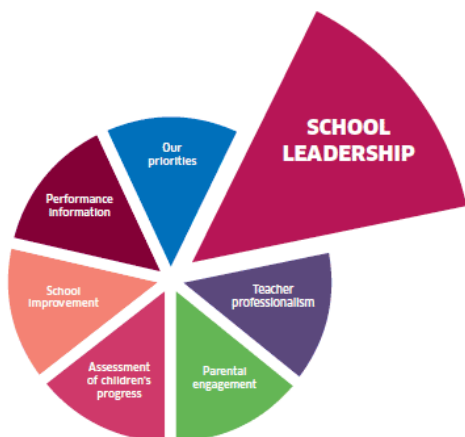 SCHOOL
LEADERSHIP
Our
priorities
Performance
information
School
improvement
Teacher
professionalism
Assessment
of children's
progress
Parental
engagement